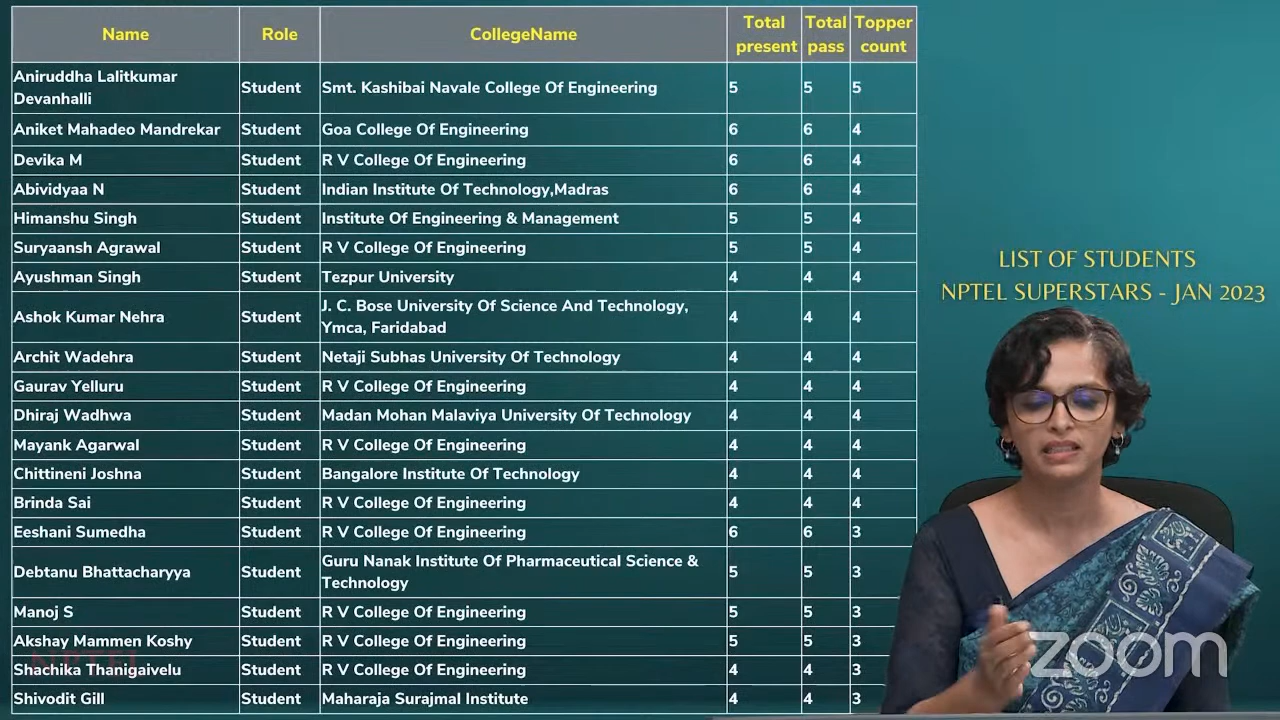 Name Role CollegeName Total present Total pass Topper count
Aniruddha Lalitkumar Devanhalli Student Smt. Kashibai Navale College Of Engineering 5 5 5
Aniket Mahadeo Mandrekar Student Goa College Of Engineering 6 6 4
Devika M Student R V College Of Engineering 6 6 4
Abividyaa N Student Indian Institute Of Technology,Madras 6 6 4
Himanshu Singh Student Institute Of Engineering & Management 5 5 4
Suryaansh Agrawal Student R V College Of Engineering 5 5 4
Ayushman Singh Student Tezpur University 4 4 4
Ashok Kumar Nehra Student J. C. Bose University Of Science And Technology, Ymca, Faridabad 4 4 4
Archit Wadehra Student Netaji Subhas University Of Technology 4 4 4
Gaurav Yelluru Student R V College Of Engineering 4 4 4
Dhiraj Wadhwa Student Madan Mohan Malaviya University Of Technology 4 4 4
Mayank Agarwal Student R V College Of Engineering 4 4 4
Chittineni Joshna Student Bangalore Institute Of Technology 4 4 4
Brinda Sai Student R V College Of Engineering 4 4 4
Eeshani Sumedha Student R V College Of Engineering 6 6 3
Debtanu Bhattacharyya Student Guru Nanak Institute Of Pharmaceutical Science & Technology 5 5 3
Manoj S Student R V College Of Engineering 5 5 3
Akshay Mammen Koshy Student R V College Of Engineering 5 5 3
Shachika Thanigaivelu Student R V College Of Engineering 4 4 3
Shivodit Gill Student Maharaja Surajmal Institute 4 4 3
LIST OF STUDENTS
NPTEL SUPERSTARS - JAN 2023
zoom
NPTEL